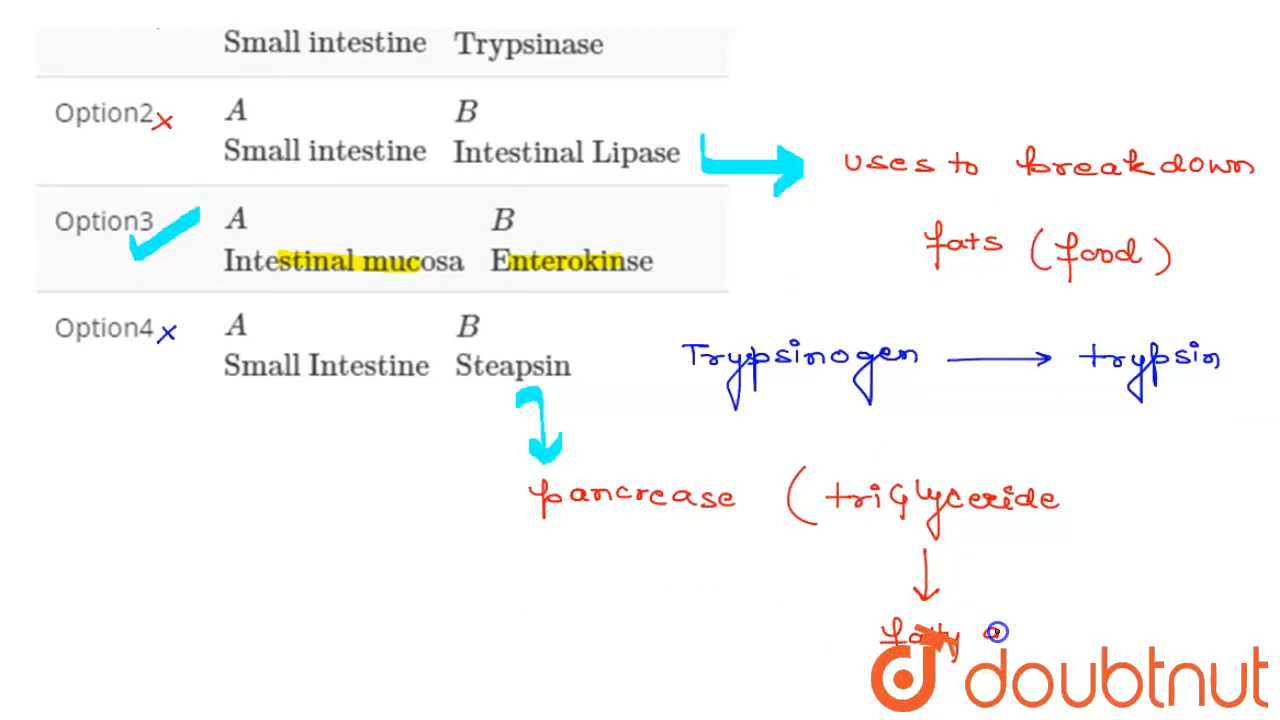 Small intestine Trypsinase
Option2 x A B
Small intestine Intestinal Lipase
uses to breakdown
fats (food)
Option3 A B
Intestinal mucosa Enterokinse
Option4 x A B
Small Intestine Steapsin
Trypsinogen → trypsin
pancrease (triglyceride
↓
fatty a
doubtnut